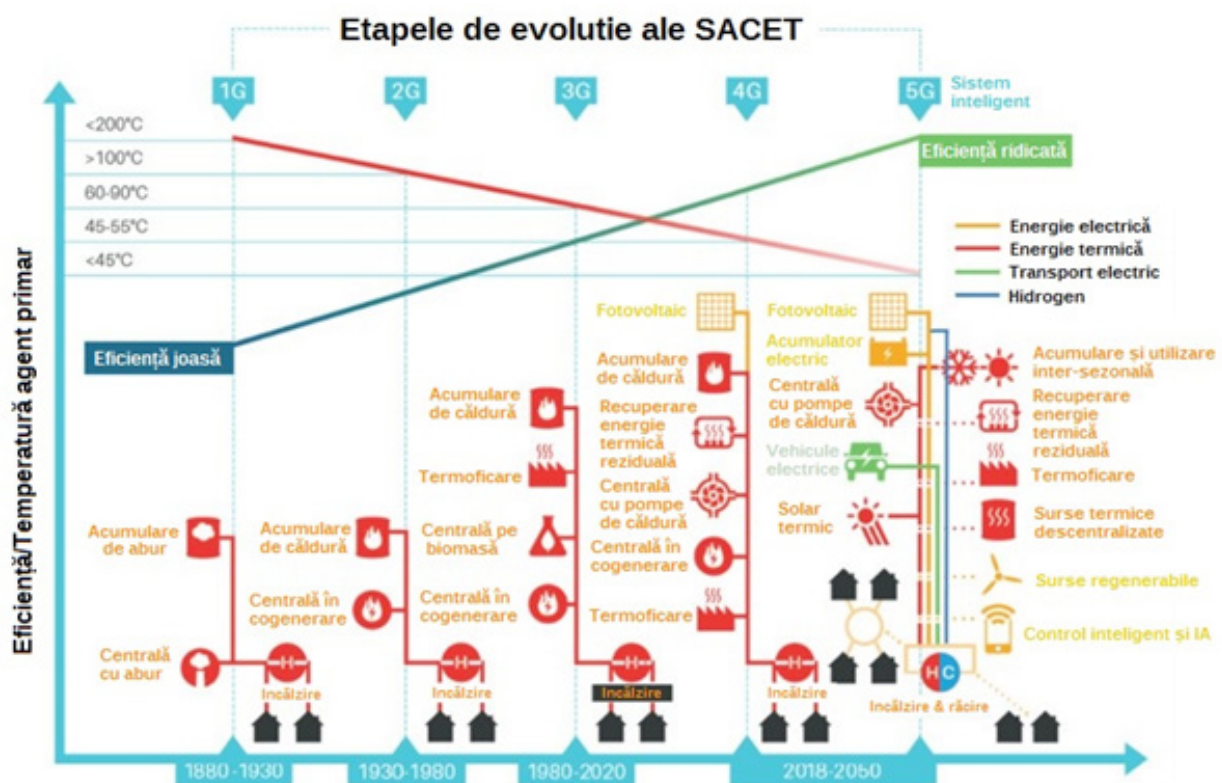 Etapele de evolutie ale SACET
1G
2G
3G
4G
5G
Sistem
inteligent
<200°C
>100°C
60-90°C
45-55°C
<45°C
Eficiență/Temperatură agent primar
Eficiență ridicată
Eficiență joasă
Energie electrică
Energie termică
Transport electric
Hidrogen
Acumulare
de abur
Centrală
cu abur
Incălzire
Acumulare
de căldură
Centrală în
cogenerare
Incălzire
Acumulare
de căldură
Termoficare
Centrală pe
biomasă
Centrală în
cogenerare
H
H
H
H
Incălzire
Fotovoltaic
Acumulare
de căldură
Recuperare
energie
termică
reziduală
Centrală
cu pompe
de căldură
Centrală în
cogenerare
Termoficare
Incălzire
Fotovoltaic
Acumulator
electric
Centrală
cu pompe
de căldură
Vehicule
electrice
Solar
termic
Acumulare și utilizare
inter-sezonală
Recuperare
energie
termică
reziduală
Termoficare
Surse termice
descentralizate
Surse regenerabile
Control inteligent și IA
H C
Incălzire & răcire
1880-1930
1930-1980
1980-2020
2018-2050